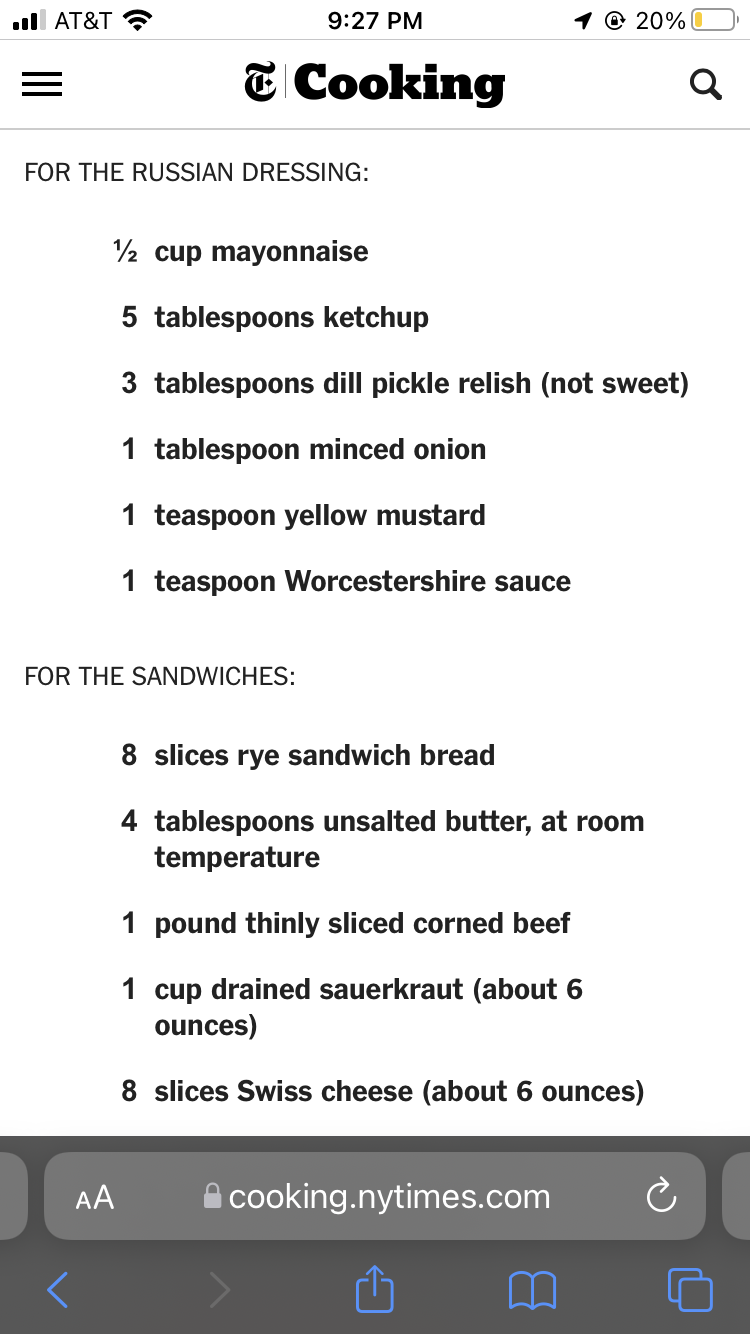 AT&T 9:27 PM 20%
T Cooking
FOR THE RUSSIAN DRESSING:
½ cup mayonnaise
5 tablespoons ketchup
3 tablespoons dill pickle relish (not sweet)
1 tablespoon minced onion
1 teaspoon yellow mustard
1 teaspoon Worcestershire sauce
FOR THE SANDWICHES:
8 slices rye sandwich bread
4 tablespoons unsalted butter, at room
temperature
1 pound thinly sliced corned beef
1 cup drained sauerkraut (about 6
ounces)
8 slices Swiss cheese (about 6 ounces)
AA cooking.nytimes.com